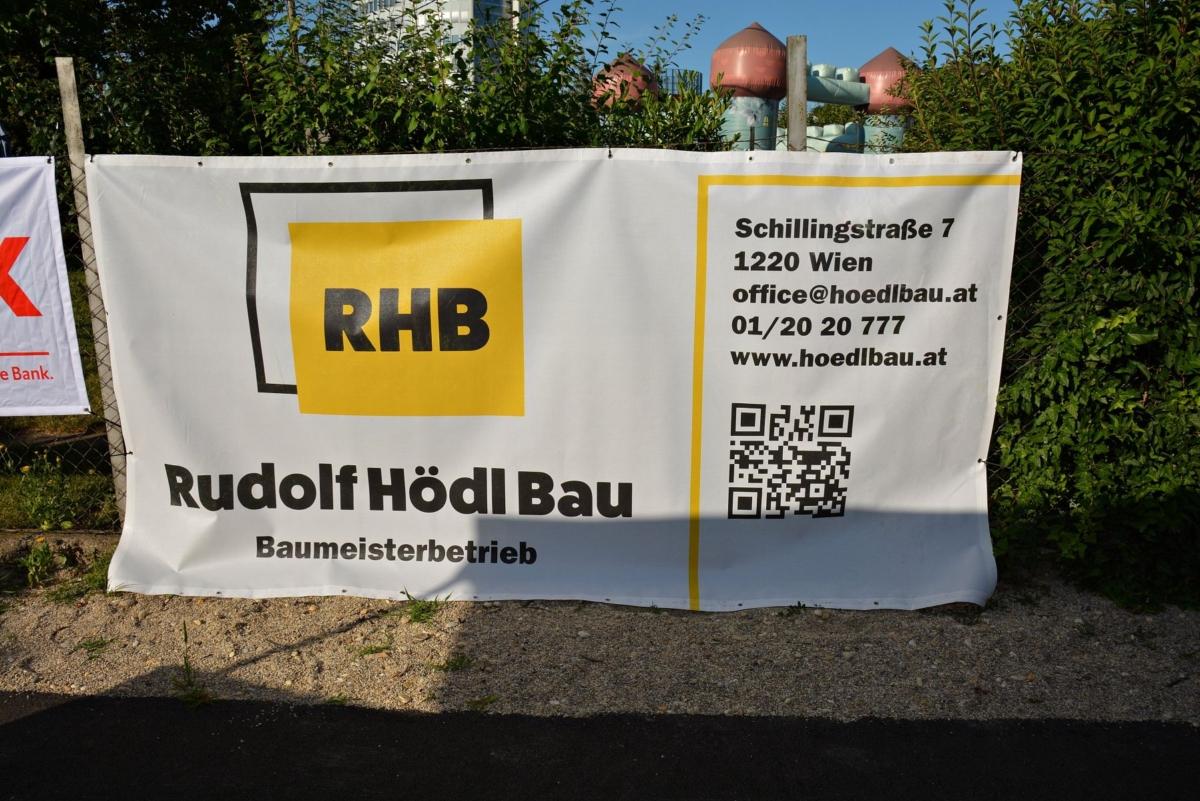 e Bank.
RHB
Rudolf Hödl Bau
Baumeisterbetrieb
Schillingstraße 7
1220 Wien
office@hoedlbau.at
01/20 20 777
www.hoedlbau.at